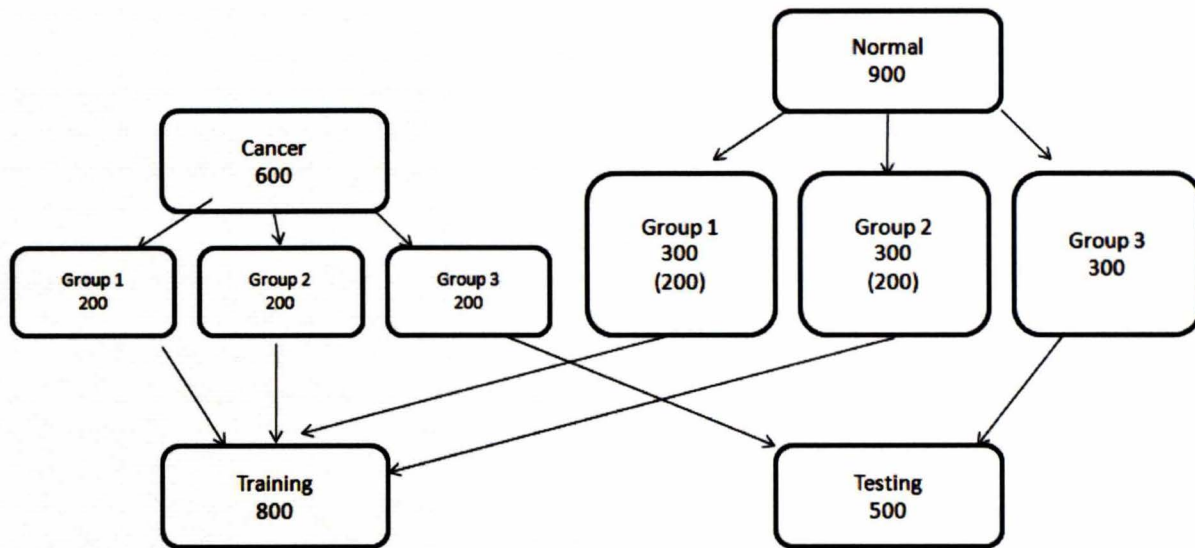 Normal
900
Cancer
600
Group 1
300
(200)
Group 2
300
(200)
Group 3
300
Group 1
200
Group 2
200
Group 3
200
Training
800
Testing
500